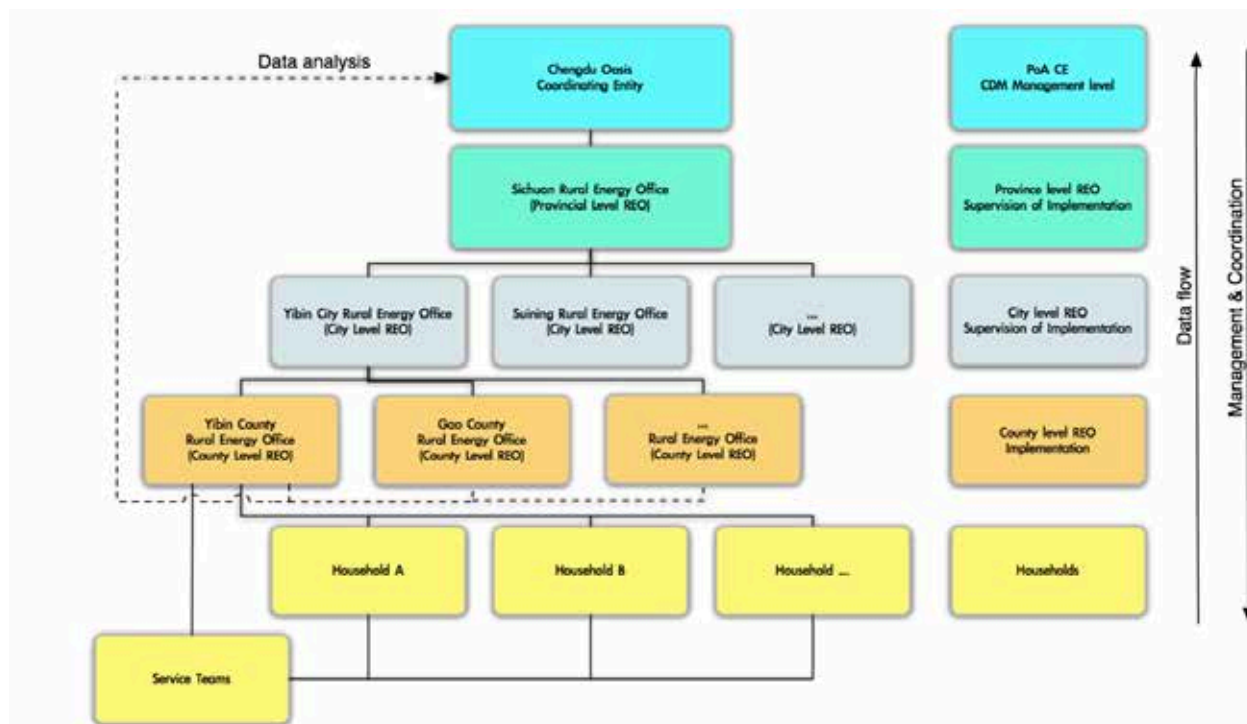 Data analysis
Chengdu Oasis
Coordinating Entity
PoA CE
CDM Management level
Sichuan Rural Energy Office
(Provincial Level REO)
Province level REO
Supervision of Implementation
Yibin City Rural Energy Office
(City Level REO)
Suining Rural Energy Office
(City Level REO)
...
(City Level REO)
City level REO
Supervision of Implementation
Yibin County
Rural Energy Office
(County Level REO)
Gao County
Rural Energy Office
(County Level REO)
...
Rural Energy Office
(County Level REO)
County level REO
Implementation
Household A
Household B
Household ...
Households
Service Teams
Data flow
Management & Coordination